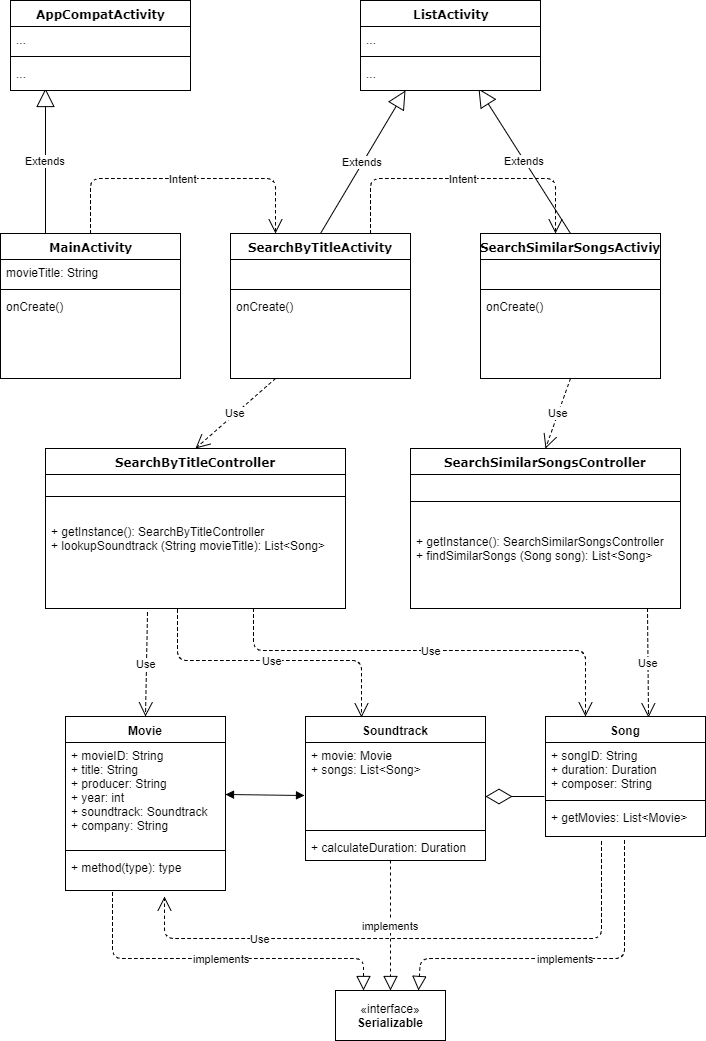 AppCompatActivity
...
...
ListActivity
...
...
Extends
Extends
Extends
Intent
Intent
MainActivity
movieTitle: String
onCreate()
SearchByTitleActivity
onCreate()
SearchSimilarSongsActiviy
onCreate()
Use
Use
SearchByTitleController
+ getInstance(): SearchByTitleController
+ lookupSoundtrack (String movieTitle): List<Song>
SearchSimilarSongsController
+ getInstance(): SearchSimilarSongsController
+ findSimilarSongs (Song song): List<Song>
Use
Use
Use
Use
Movie
+ movieID: String
+ title: String
+ producer: String
+ year: int
+ soundtrack: Soundtrack
+ company: String
+ method(type): type
Soundtrack
+ movie: Movie
+ songs: List<Song>
+ calculateDuration: Duration
Song
+ songID: String
+ duration: Duration
+ composer: String
+ getMovies: List<Movie>
implements
Use
implements
implements
«interface»
Serializable